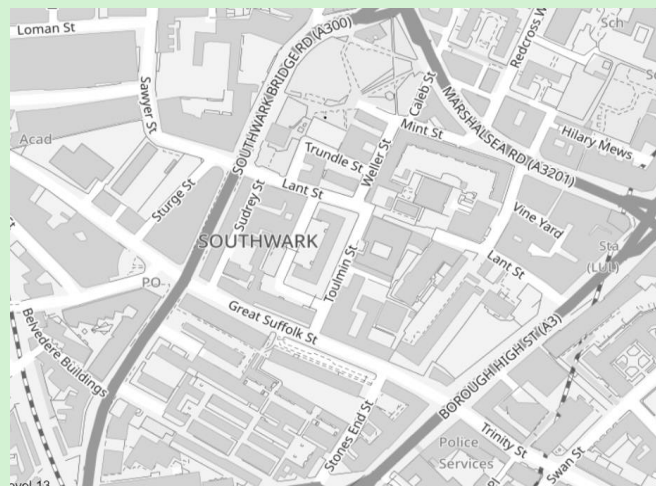 Loman St
SOUTHWARK BRIDGE RD (A300)
Sch
Redcross W
Sawyer St
Caleb St
MARSHALSEA RD (A3201)
Acad
Mint St
Hilary Mews
Trundle St
Weller St
Lant St
Sturge St
Sudrey St
Vine Yard
SOUTHWARK
Sta
(LUL)
Lant St
Toulmin St
PO
Great Suffolk St
Belvedere Buildings
BOROUGH HIGH ST (A3)
Stones End St
Trinity St
Police
Services
Swan St